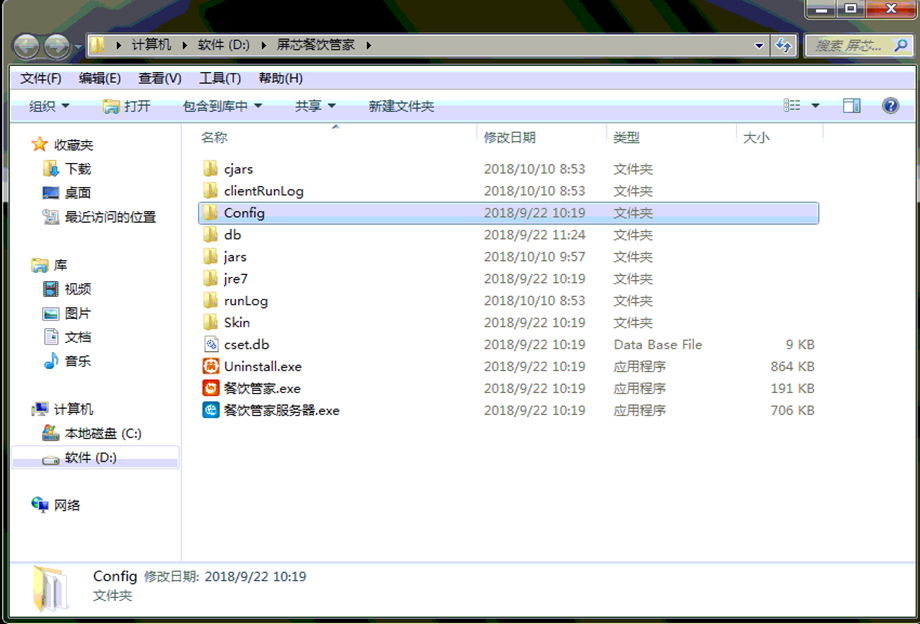 计算机 软件 (D:) 屏芯餐饮管家
搜索 屏芯...
文件(F) 编辑(E) 查看(V) 工具(T) 帮助(H)
组织 打开 包含到库中 共享 新建文件夹
收藏夹
下载
桌面
最近访问的位置
库
视频
图片
文档
音乐
计算机
本地磁盘 (C:)
软件 (D:)
网络
名称 修改日期 类型 大小
cjars 2018/10/10 8:53 文件夹
clientRunLog 2018/10/10 8:53 文件夹
Config 2018/9/22 10:19 文件夹
db 2018/9/22 11:24 文件夹
jars 2018/10/10 9:57 文件夹
jre7 2018/9/22 10:19 文件夹
runLog 2018/10/10 8:53 文件夹
Skin 2018/9/22 10:19 文件夹
cset.db 2018/9/22 10:19 Data Base File 9 KB
Uninstall.exe 2018/9/22 10:19 应用程序 864 KB
餐饮管家.exe 2018/9/22 10:19 应用程序 191 KB
餐饮管家服务器.exe 2018/9/22 10:19 应用程序 706 KB
Config 修改日期: 2018/9/22 10:19
文件夹